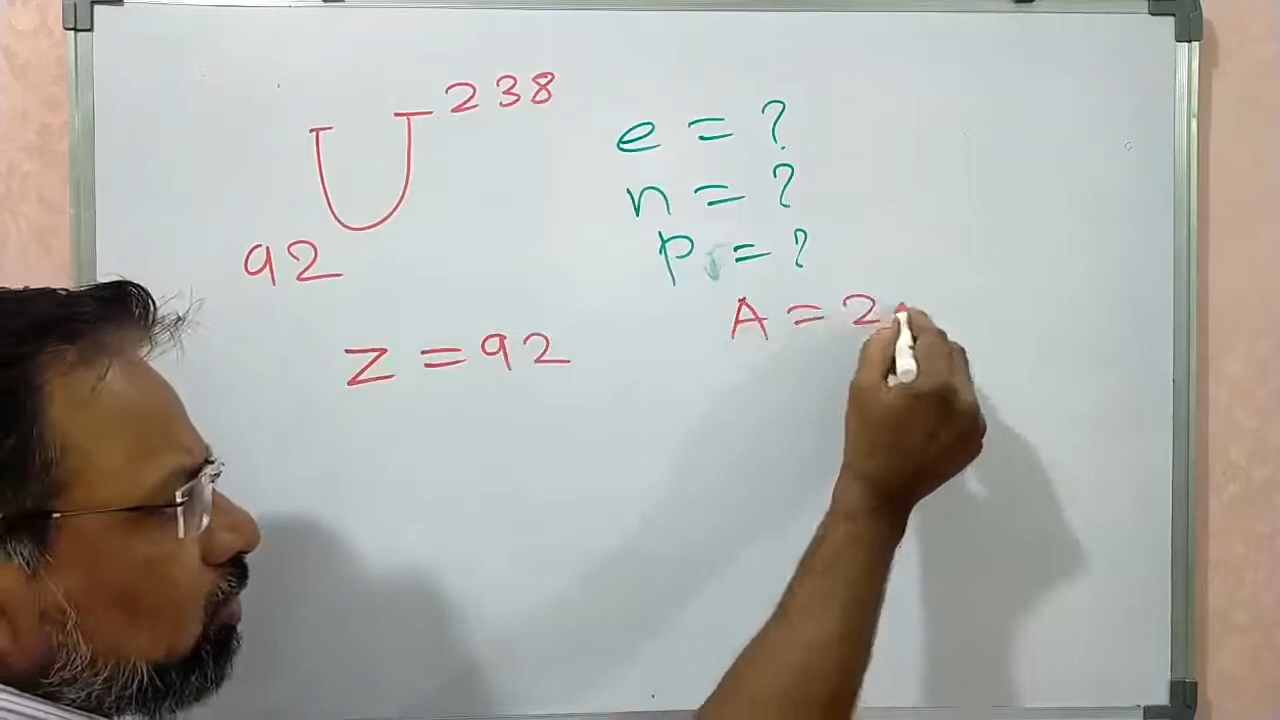 U 238
92
e = ?
n = ?
p = ?
A = 2
z = 92